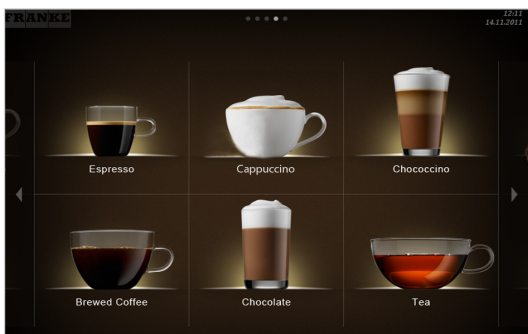 FRANKE
12:11
14.11.2011
Espresso
Cappuccino
Chococcino
Brewed Coffee
Chocolate
Tea